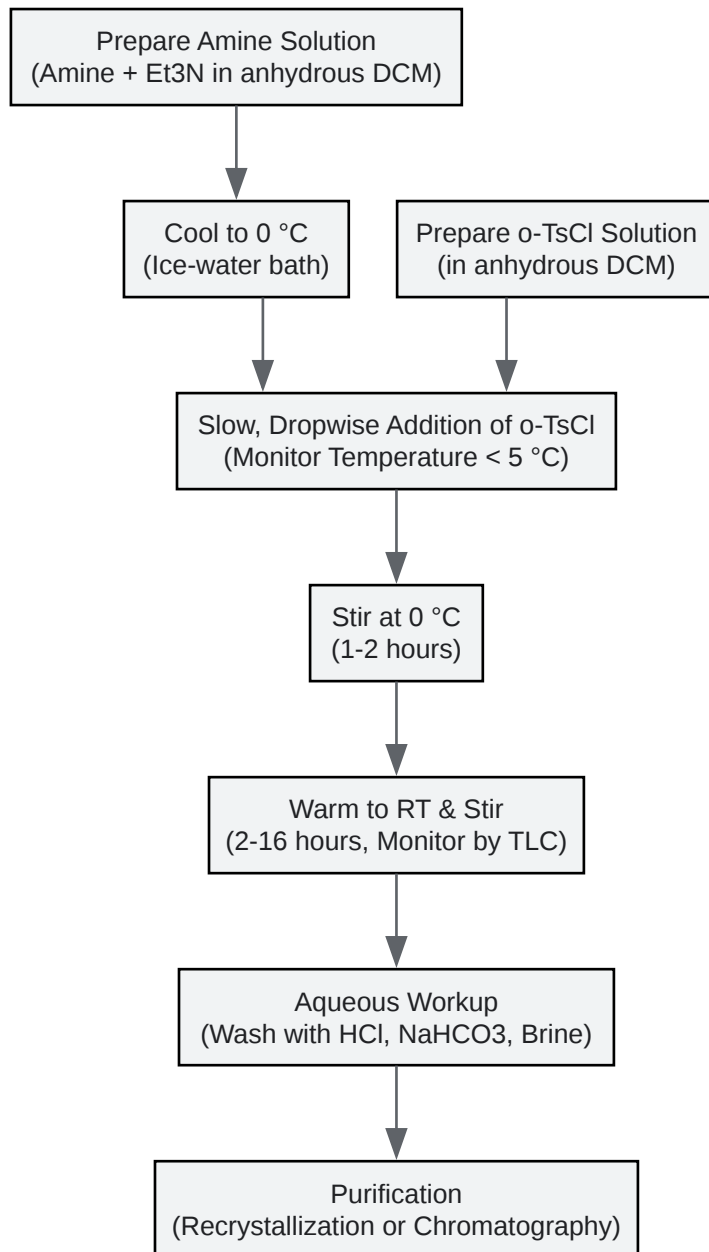 Prepare Amine Solution
(Amine + Et3N in anhydrous DCM)
Cool to 0 °C
(Ice-water bath)
Prepare o-TsCl Solution
(in anhydrous DCM)
Slow, Dropwise Addition of o-TsCl
(Monitor Temperature < 5 °C)
Stir at 0 °C
(1-2 hours)
Warm to RT & Stir
(2-16 hours, Monitor by TLC)
Aqueous Workup
(Wash with HCl, NaHCO3, Brine)
Purification
(Recrystallization or Chromatography)